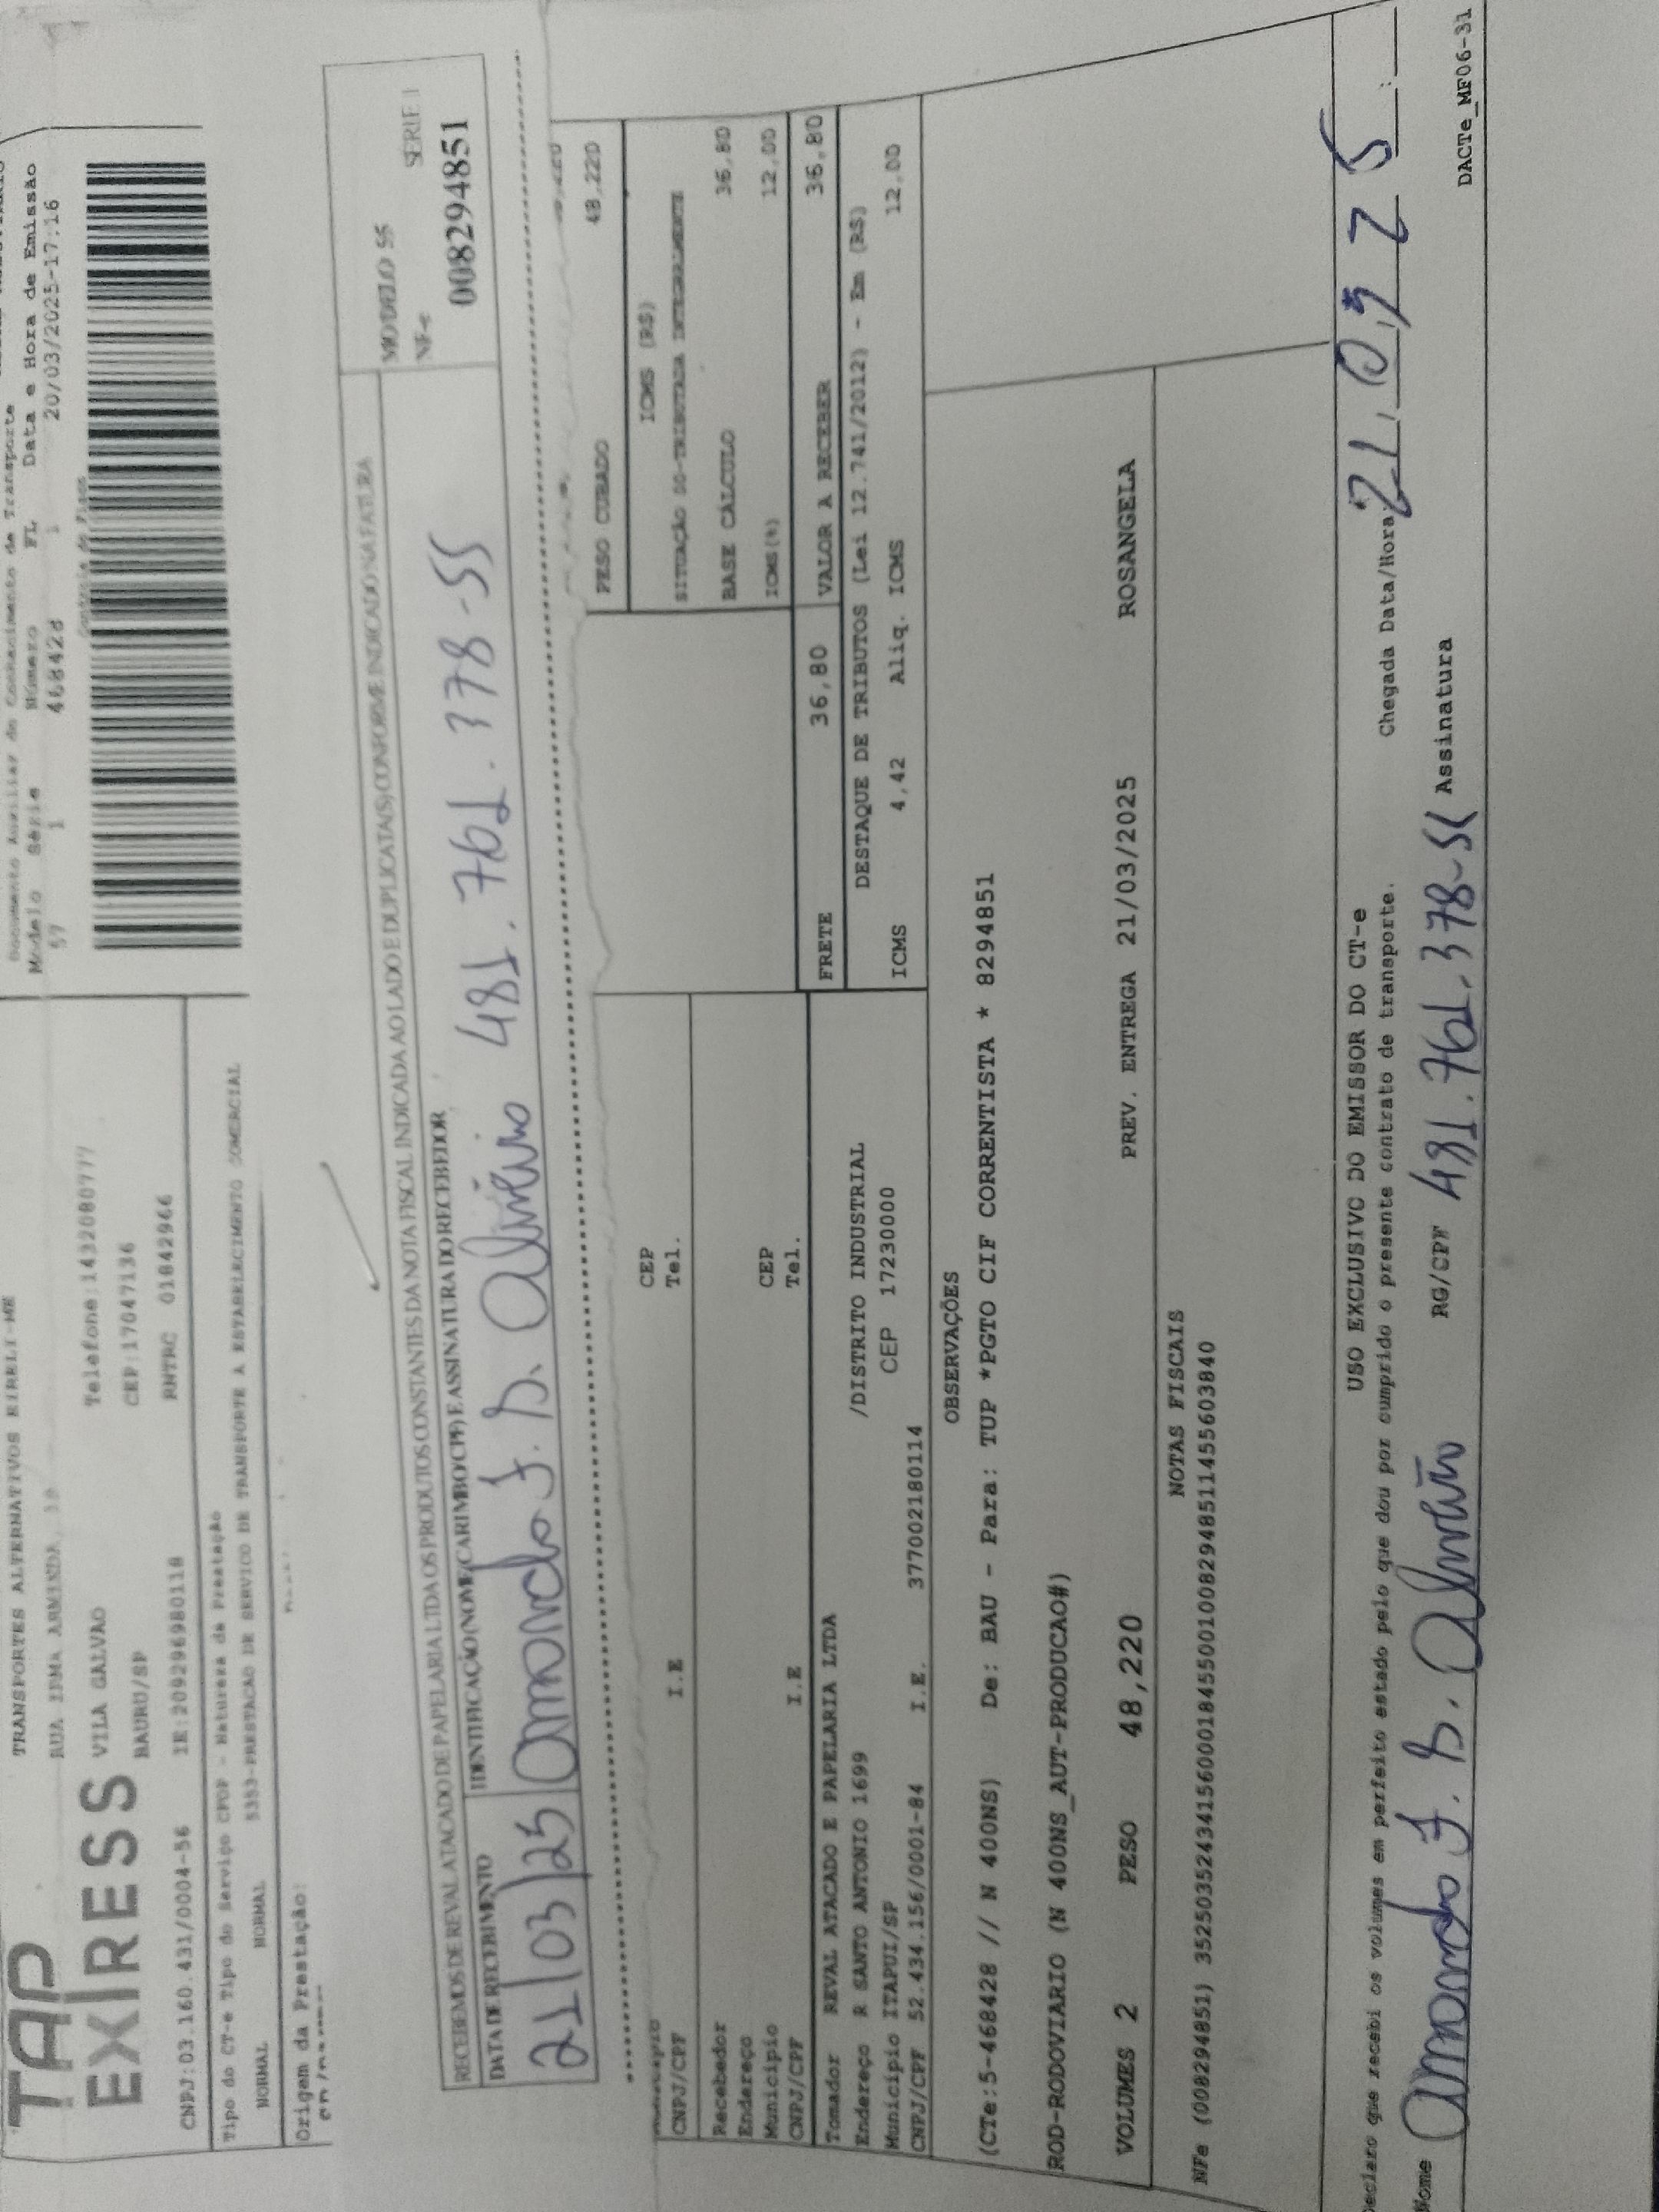 TAP
EXPRESS
TRANSPORTES ALTERNATIVOS EIRELI-ME
RUA IRMA ARMINDA,
VILA GALVAO Telefone:1432080777
BAURU/SP CEP:17047136
CNPJ:03.160.431/0004-56 IE:209296980118 RNTRC 01842966
Documento Auxiliar do Conhecimento de Transporte
Modelo Série Número FL Data e Hora de Emissão
57 1 468428 1 20/03/2025-17:16
Controle do Fisco
Tipo do CT-e Tipo do Serviço CFOP - Natureza da Prestação
NORMAL NORMAL 5353-PRESTACAO DE SERVICO DE TRANSPORTE A ESTABELECIMENTO COMERCIAL
Origem da Prestação:
RECEBEMOS DE REVAL ATACADO DE PAPELARIA LTDA OS PRODUTOS CONSTANTES DA NOTA FISCAL INDICADA AO LADO E DUPLICATA(S) CONFORME INDICADO NA FATURA
DATA DE RECEBIMENTO IDENTIFICAÇÃO (NOME/CARIMBO/CPF) E ASSINATURA DO RECEBEDOR
21/03/25 Amanda J. B. Oliveira 481.761.378-55
MODELO 55
NF-e SERIE 1
008294851
PESO CUBADO 48,220
CNPJ/CPF I.E CEP
Tel.
ICMS (R$)
SITUAÇÃO 00-TRIBUTADA INTEGRALMENTE
Recebedor
Endereço BASE CÁLCULO 36,80
Município CEP ICMS(%) 12,00
CNPJ/CPF I.E Tel.
FRETE 36,80 VALOR A RECEBER 36,80
Tomador REVAL ATACADO E PAPELARIA LTDA
Endereço R SANTO ANTONIO 1699 /DISTRITO INDUSTRIAL
Município ITAPUI/SP CEP 17230000
CNPJ/CPF 52.434.156/0001-84 I.E. 377002180114
DESTAQUE DE TRIBUTOS (Lei 12.741/2012) - Em (R$)
ICMS 4,42 Aliq. ICMS 12,00
OBSERVAÇÕES
(CTe:5-468428 // N 400NS) De: BAU - Para: TUP *PGTO CIF CORRENTISTA * 8294851
ROD-RODOVIARIO (N 400NS_AUT-PRODUCAO#)
VOLUMES 2 PESO 48,220 PREV. ENTREGA 21/03/2025 ROSANGELA
NOTAS FISCAIS
NFe (008294851) 35250352434156000184550010082948511455603840
USO EXCLUSIVO DO EMISSOR DO CT-e
Declaro que recebi os volumes em perfeito estado pelo que dou por cumprido o presente contrato de transporte. Chegada Data/Hora:
Nome Amanda J. B. Oliveira RG/CPF 481.761.378-55 Assinatura
DACTe_MF06-31